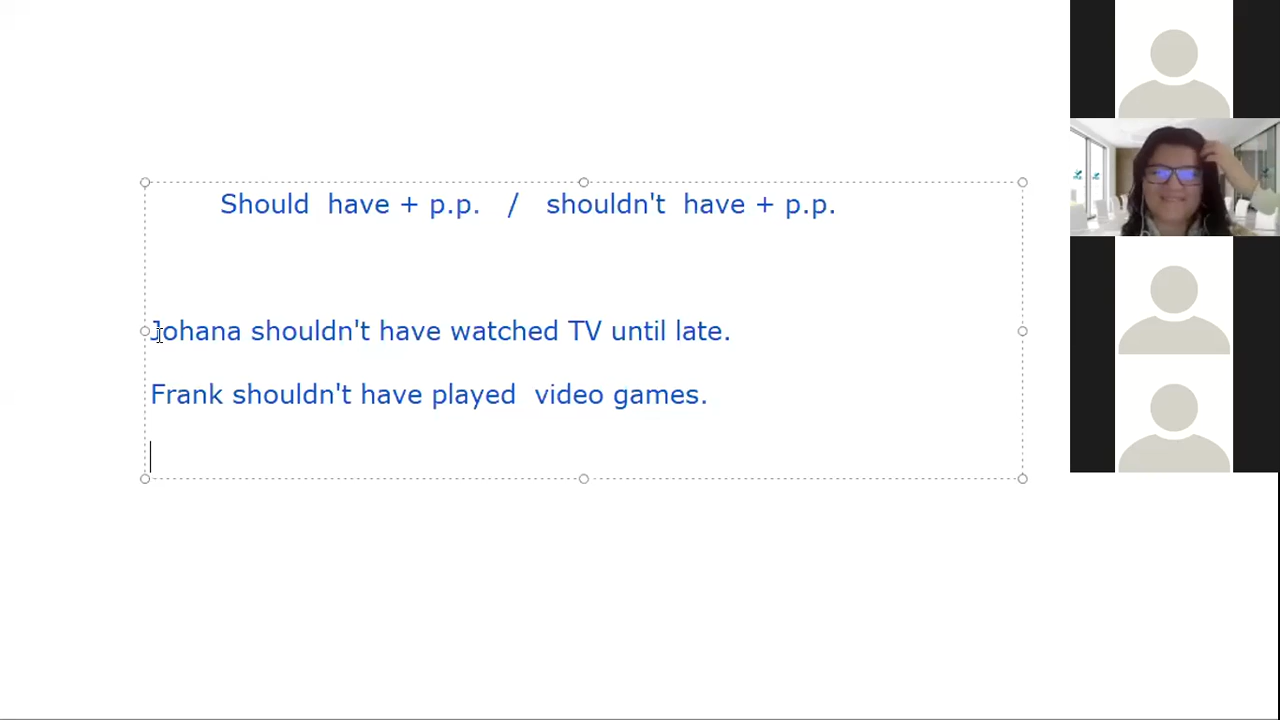 Should have + p.p. / shouldn't have + p.p.
Johana shouldn't have watched TV until late.
Frank shouldn't have played video games.